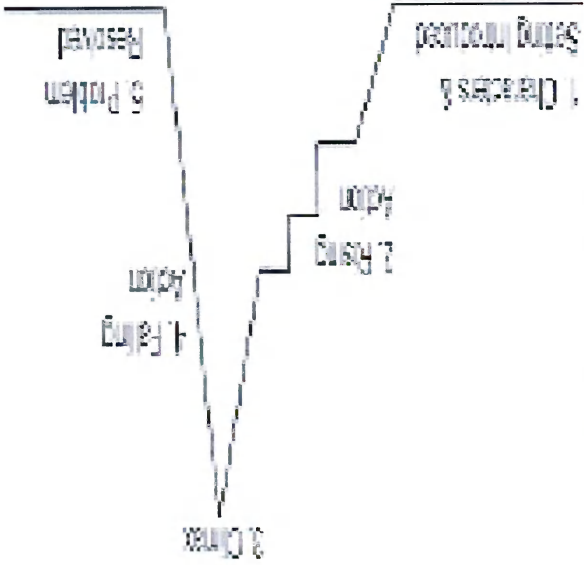 1. Characters &
Setting Introduced
2. Rising
Action
3. Climax
4. Falling
Action
5. Problem
Resolved